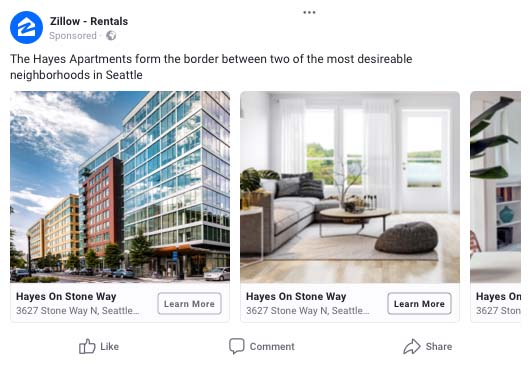 Zillow - Rentals
Sponsored ·
The Hayes Apartments form the border between two of the most desireable
neighborhoods in Seattle
Hayes On Stone Way
3627 Stone Way N, Seattle...
Learn More
Hayes On Stone Way
3627 Stone Way N, Seattle...
Learn More
Hayes On
3627 Ston
Like
Comment
Share